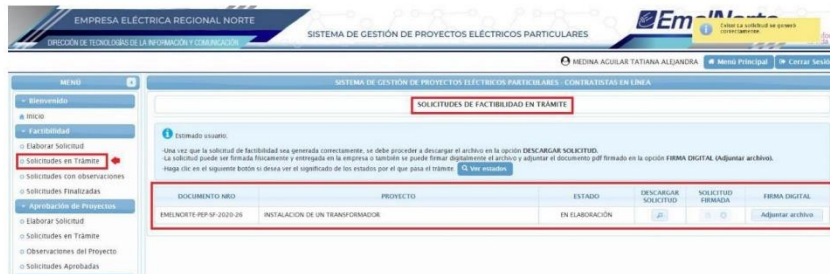 EMPRESA ELÉCTRICA REGIONAL NORTE
DIRECCIÓN DE TECNOLOGÍAS DE LA INFORMACIÓN Y COMUNICACIÓN
SISTEMA DE GESTIÓN DE PROYECTOS ELÉCTRICOS PARTICULARES
EmelNorte
Exito! La solicitud se generó
correctamente.
MEDINA AGUILAR TATIANA ALEJANDRA
Menú Principal
Cerrar Sesió
MENÚ
SISTEMA DE GESTIÓN DE PROYECTOS ELÉCTRICOS PARTICULARES - CONTRATISTAS EN LÍNEA
Bienvenido
Inicio
Factibilidad
Elaborar Solicitud
Solicitudes en Trámite
Solicitudes con observaciones
Solicitudes Finalizadas
Aprobación de Proyectos
Elaborar Solicitud
Solicitudes en Trámite
Observaciones del Proyecto
Solicitudes Aprobadas
SOLICITUDES DE FACTIBILIDAD EN TRÁMITE
Estimado usuario:
-Una vez que la solicitud de factibilidad sea generada correctamente, se debe proceder a descargar el archivo en la opción DESCARGAR SOLICITUD.
-La solicitud puede ser firmada físicamente y entregada en la empresa o también se puede firmar digitalmente el archivo y adjuntar el documento pdf firmado en la opción FIRMA DIGITAL (Adjuntar archivo).
-Haga clic en el siguiente botón si desea ver el significado de los estados por el que pasa el trámite. Ver estados
DOCUMENTO NRO PROYECTO ESTADO DESCARGAR SOLICITUD SOLICITUD FIRMADA FIRMA DIGITAL
EMELNORTE-PEP-SF-2020-26 INSTALACION DE UN TRANSFORMADOR EN ELABORACIÓN Adjuntar archivo